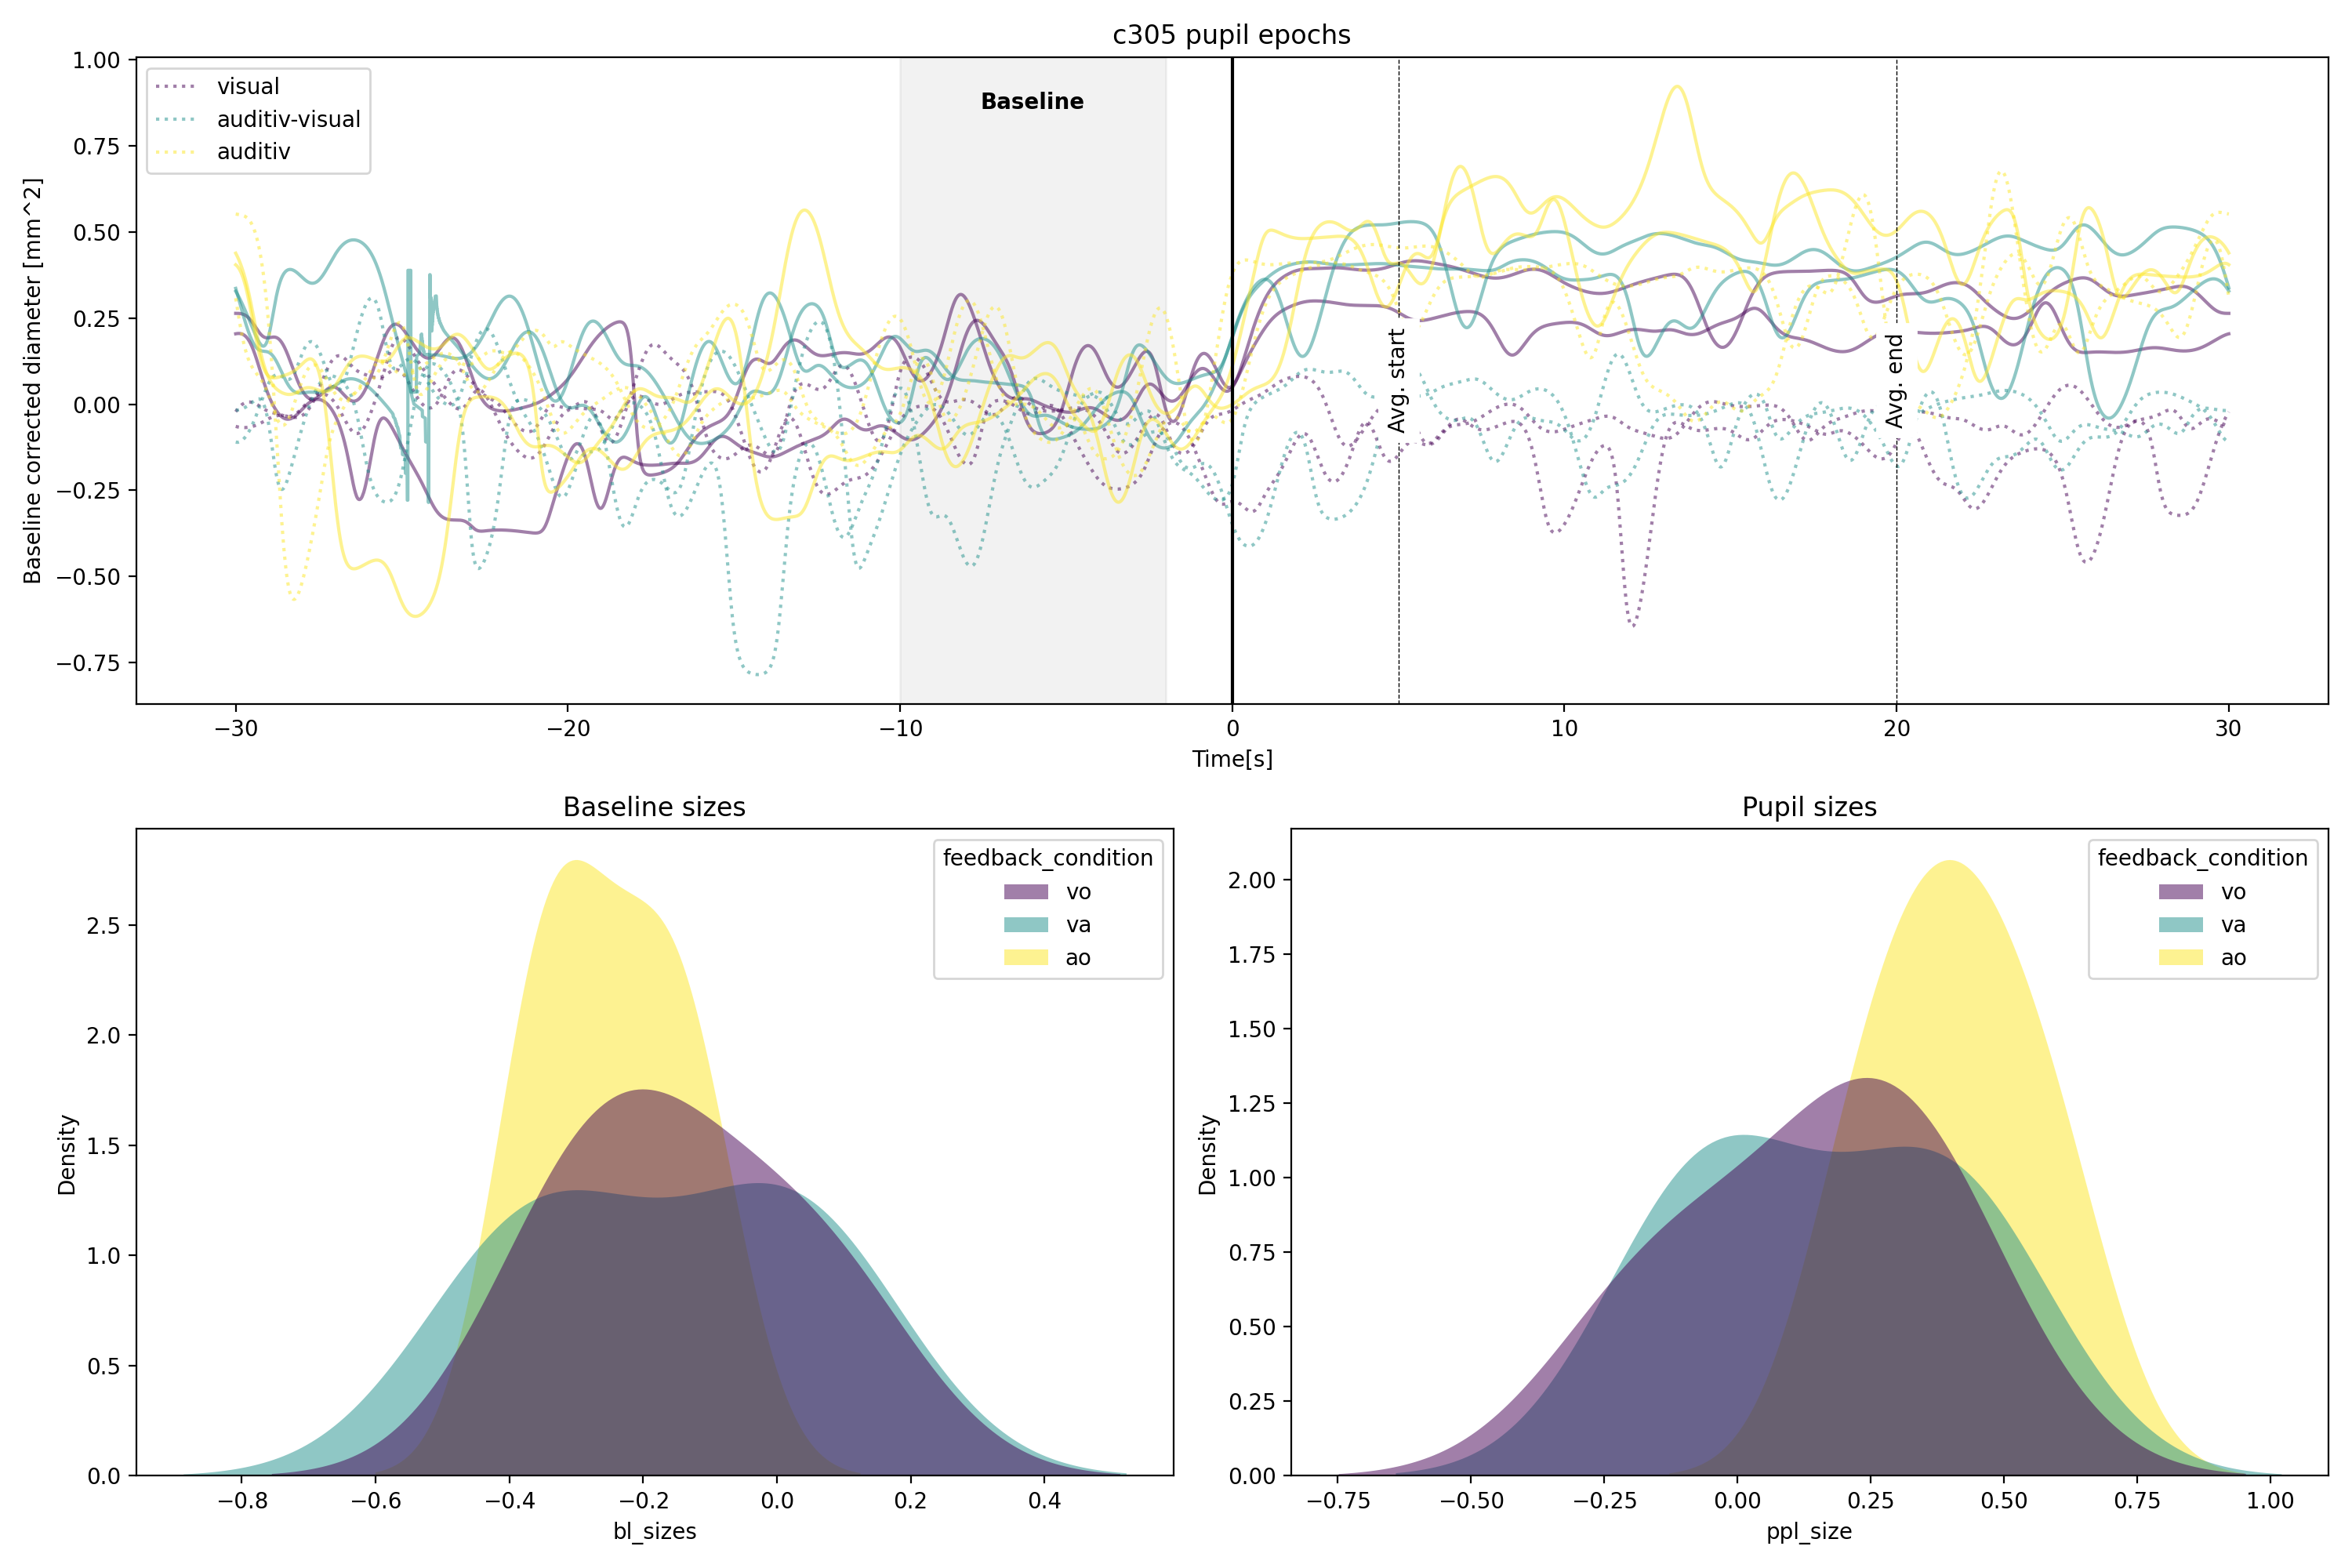 c305 pupil epochs
1.00
0.75
0.50
0.25
0.00
−0.25
−0.50
−0.75
Baseline corrected diameter [mm^2]
visual
auditiv-visual
auditiv
Baseline
Avg. start
Avg. end
−30
−20
−10
0
10
20
30
Time[s]
Baseline sizes
2.5
2.0
1.5
1.0
0.5
0.0
Density
feedback_condition
vo
va
ao
−0.8
−0.6
−0.4
−0.2
0.0
0.2
0.4
bl_sizes
Pupil sizes
2.00
1.75
1.50
1.25
1.00
0.75
0.50
0.25
0.00
Density
feedback_condition
vo
va
ao
−0.75
−0.50
−0.25
0.00
0.25
0.50
0.75
1.00
ppl_size